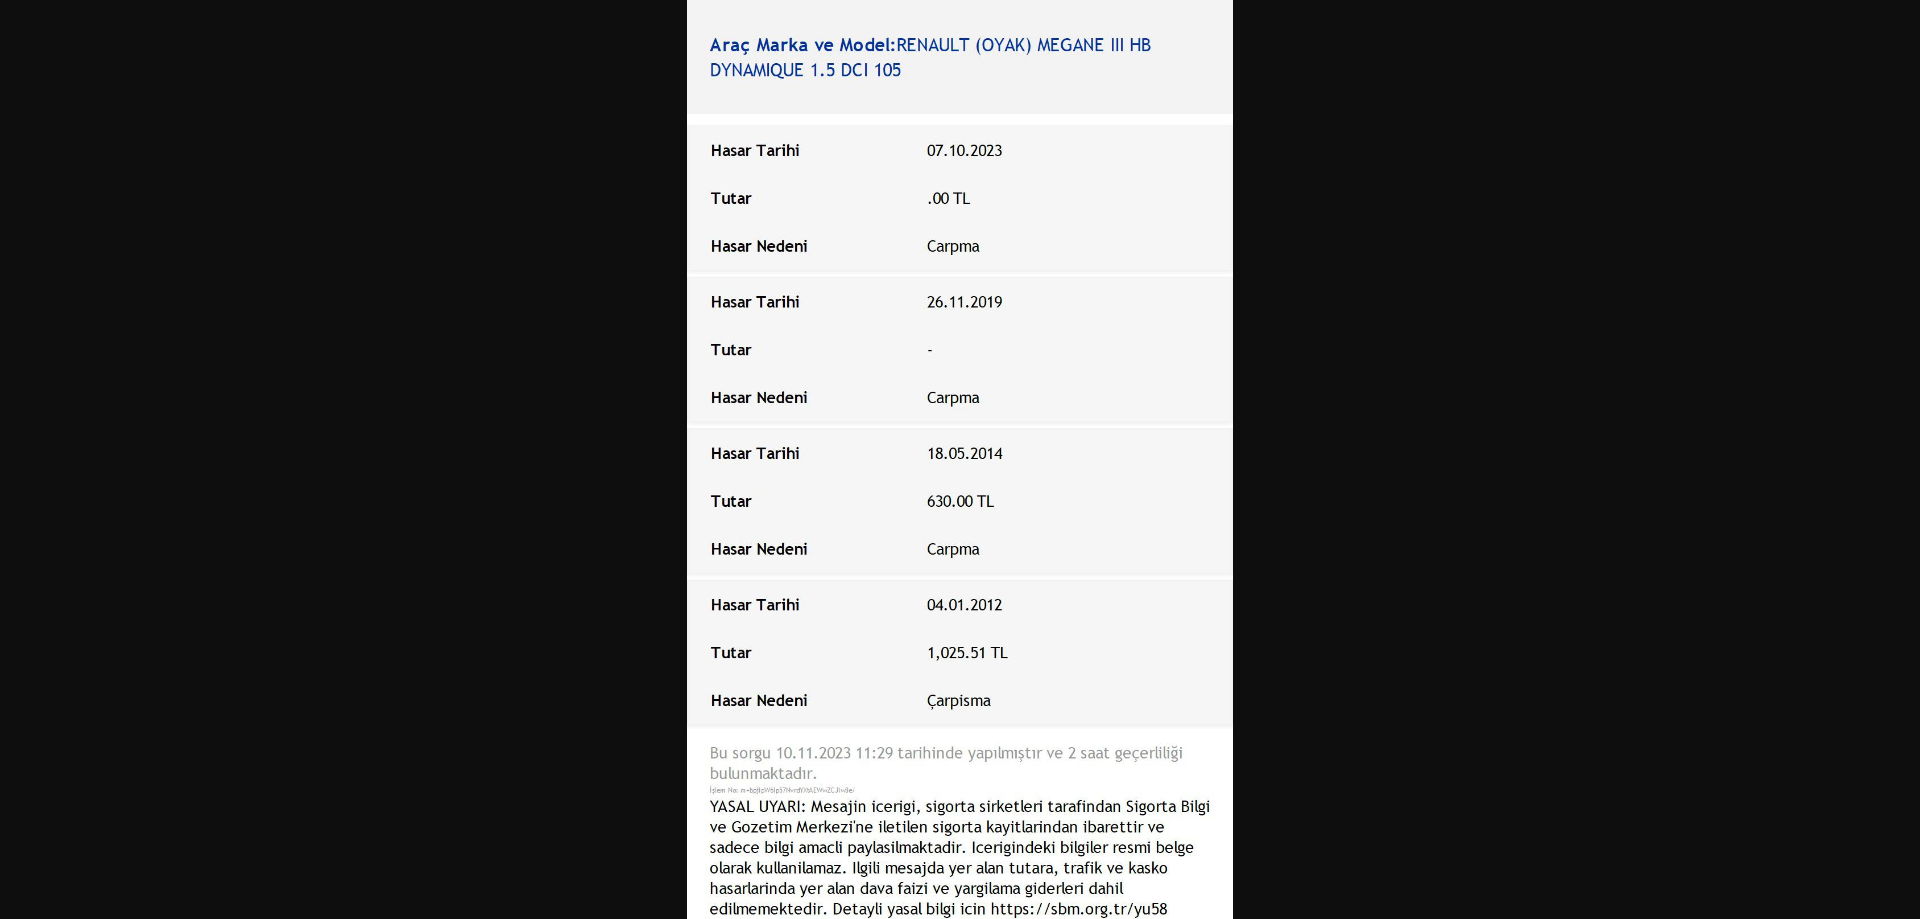 Araç Marka ve Model:RENAULT (OYAK) MEGANE III HB
DYNAMIQUE 1.5 DCI 105
Hasar Tarihi 07.10.2023
Tutar .00 TL
Hasar Nedeni Carpma
Hasar Tarihi 26.11.2019
Tutar -
Hasar Nedeni Carpma
Hasar Tarihi 18.05.2014
Tutar 630.00 TL
Hasar Nedeni Carpma
Hasar Tarihi 04.01.2012
Tutar 1,025.51 TL
Hasar Nedeni Çarpisma
Bu sorgu 10.11.2023 11:29 tarihinde yapılmıştır ve 2 saat geçerliliği
bulunmaktadır.
İşlem No:
YASAL UYARI: Mesajin icerigi, sigorta sirketleri tarafindan Sigorta Bilgi
ve Gozetim Merkezi'ne iletilen sigorta kayitlarindan ibarettir ve
sadece bilgi amacli paylasilmaktadir. Icerigindeki bilgiler resmi belge
olarak kullanilamaz. Ilgili mesajda yer alan tutara, trafik ve kasko
hasarlarinda yer alan dava faizi ve yargilama giderleri dahil
edilmemektedir. Detayli yasal bilgi icin https://sbm.org.tr/yu58